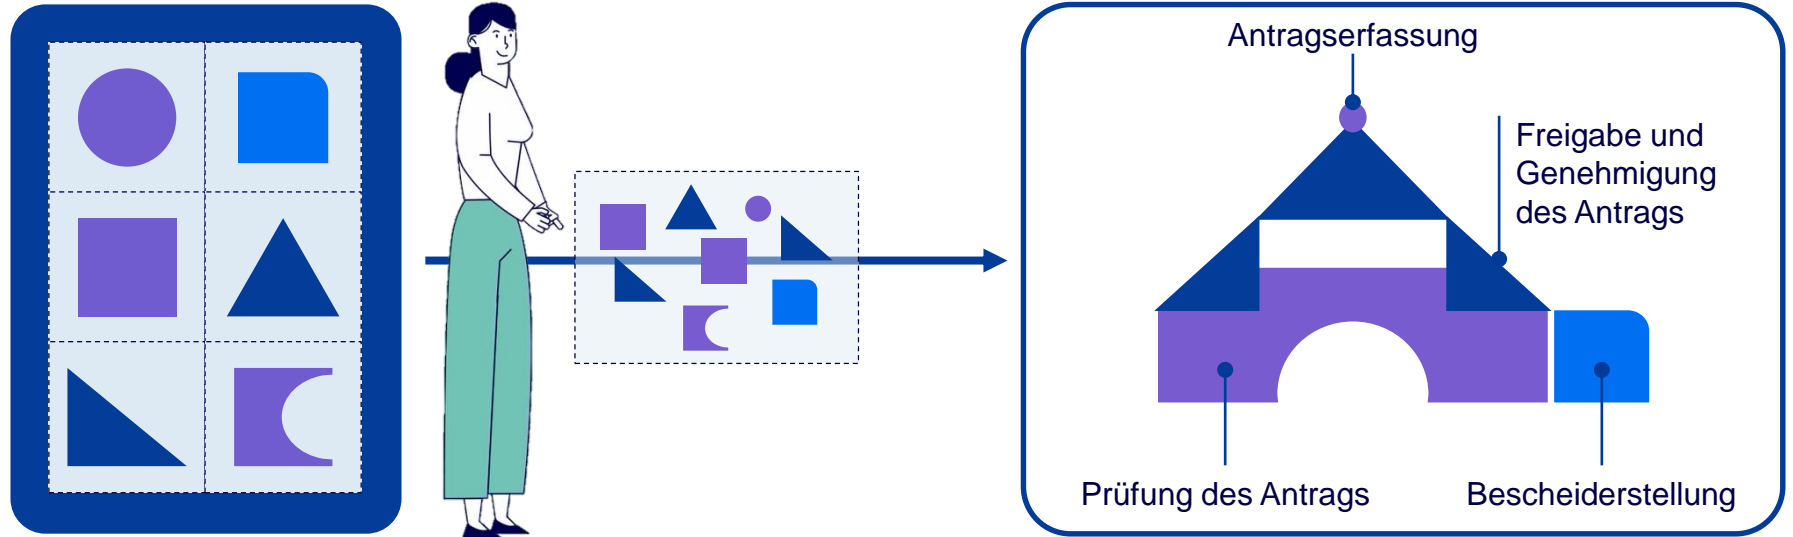 Antragserfassung
Freigabe und
Genehmigung
des Antrags
Prüfung des Antrags
Bescheiderstellung